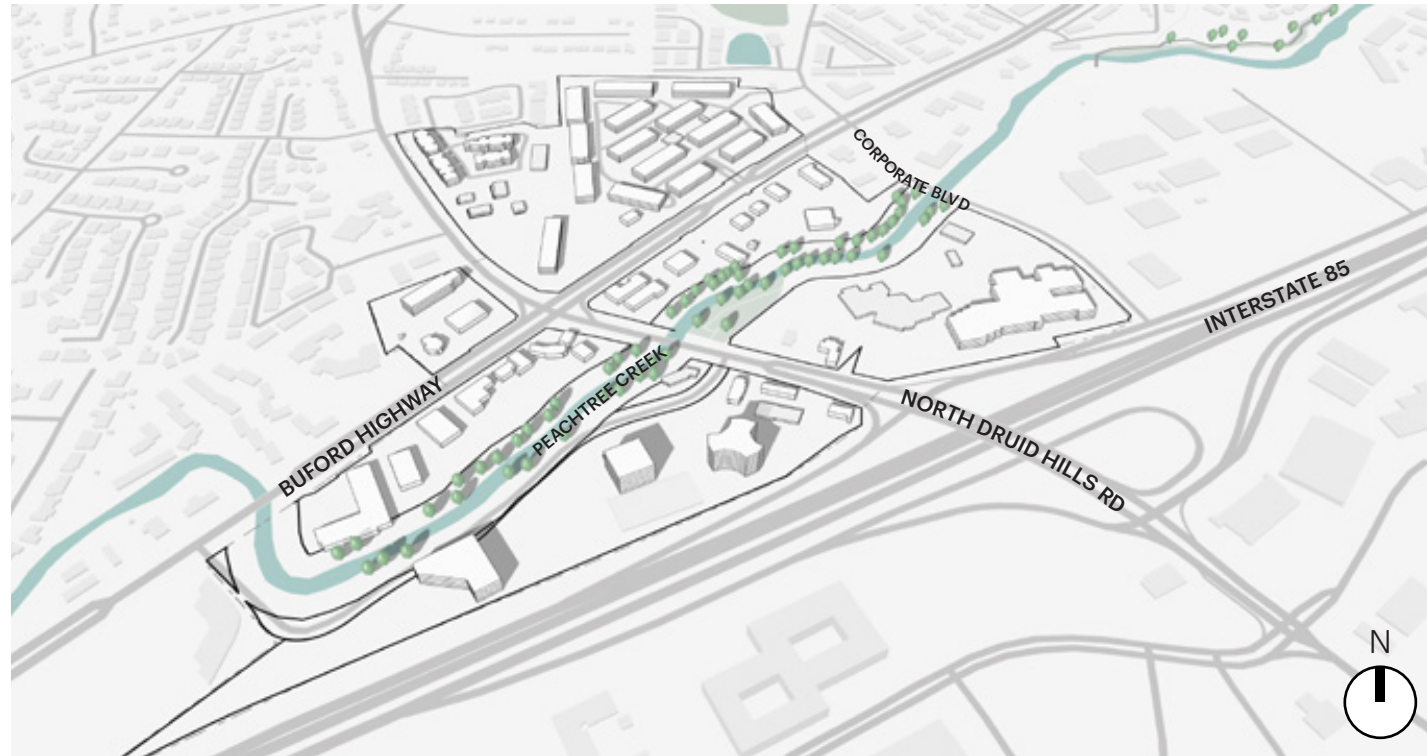 CORPORATE BLVD
INTERSTATE 85
PEACHTREE CREEK
BUFORD HIGHWAY
NORTH DRUID HILLS RD
N